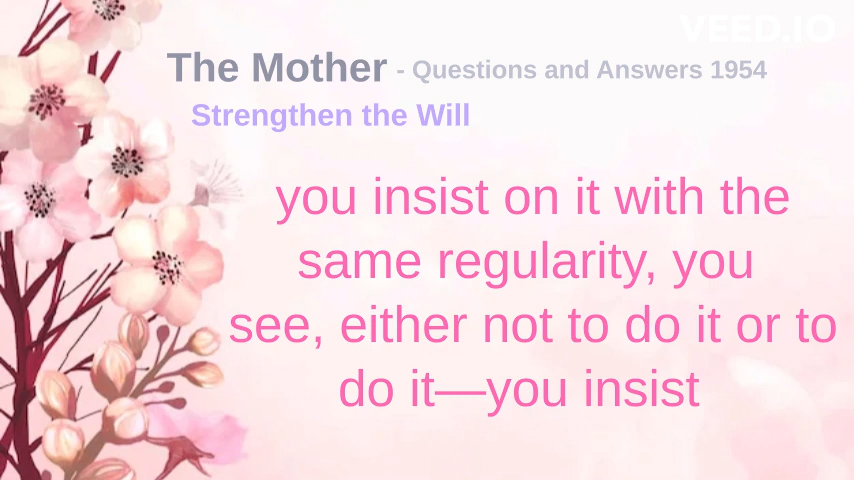 VEED.IO
The Mother - Questions and Answers 1954
Strengthen the Will
you insist on it with the
same regularity, you
see, either not to do it or to
do it—you insist